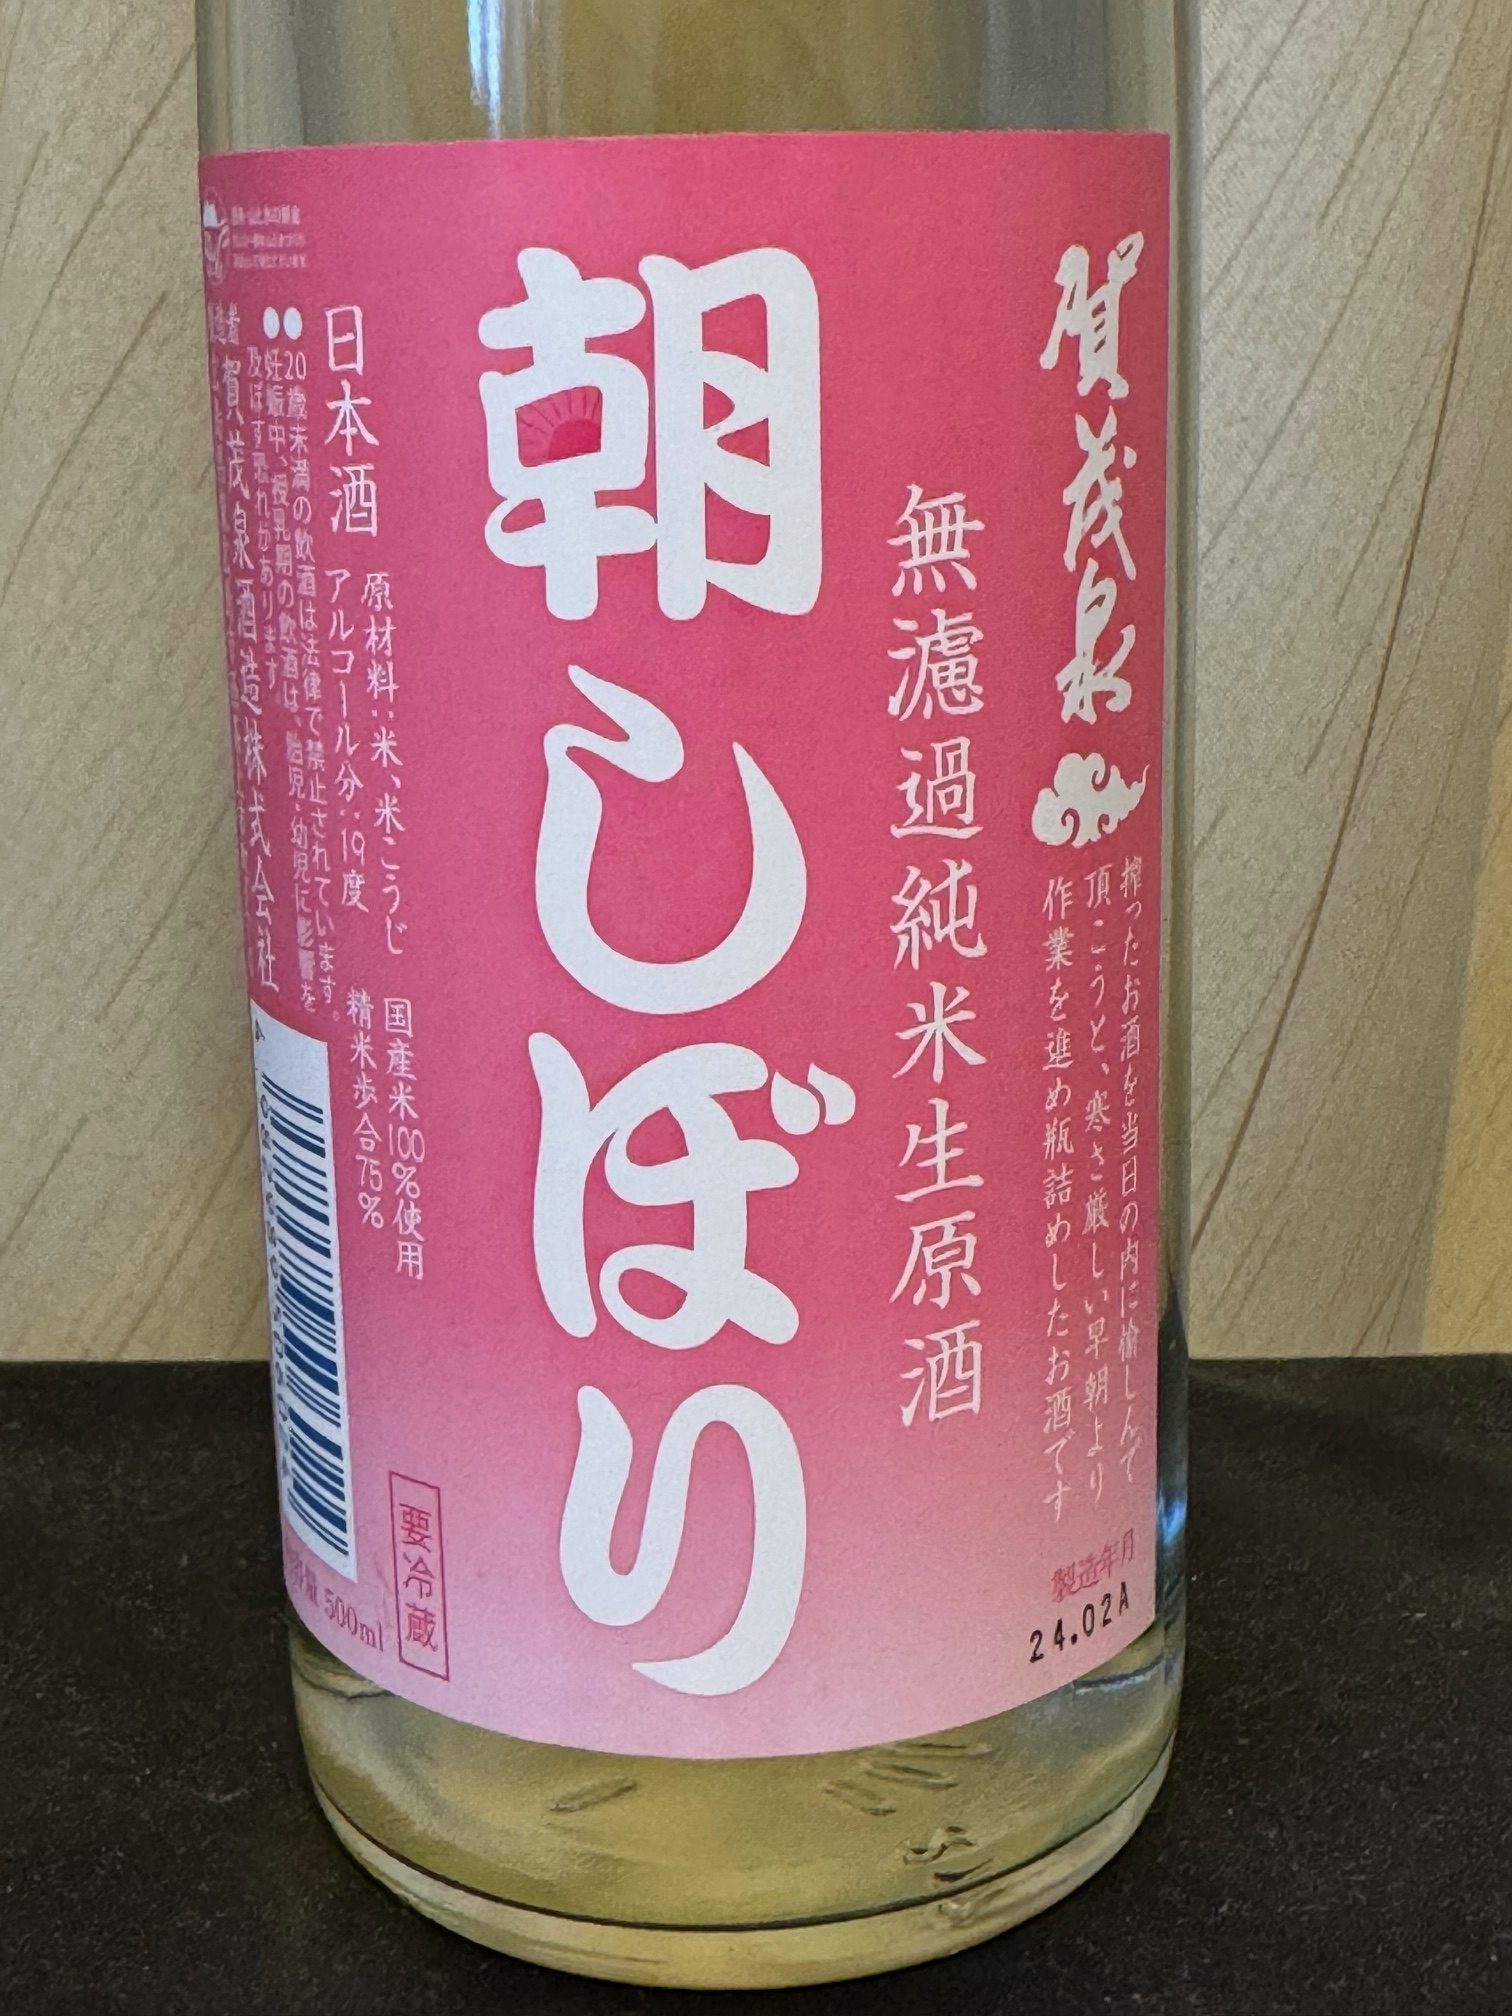 賀茂泉
搾ったお酒を当日の内に愉しんで
頂こうと、寒さ厳しい早朝より
作業を進め瓶詰めしたお酒です
製造年月
24.02A
無濾過純米生原酒
朝しぼり
国産米100%使用
精米歩合75%
要冷蔵
日本酒
原材料:米、米こうじ
アルコール分:19度
●20歳未満の飲酒は法律で禁止されています。
●妊娠中、授乳期の飲酒は、胎児・幼児に影響を
及ぼす恐れがあります
賀茂泉酒造株式会社
500ml